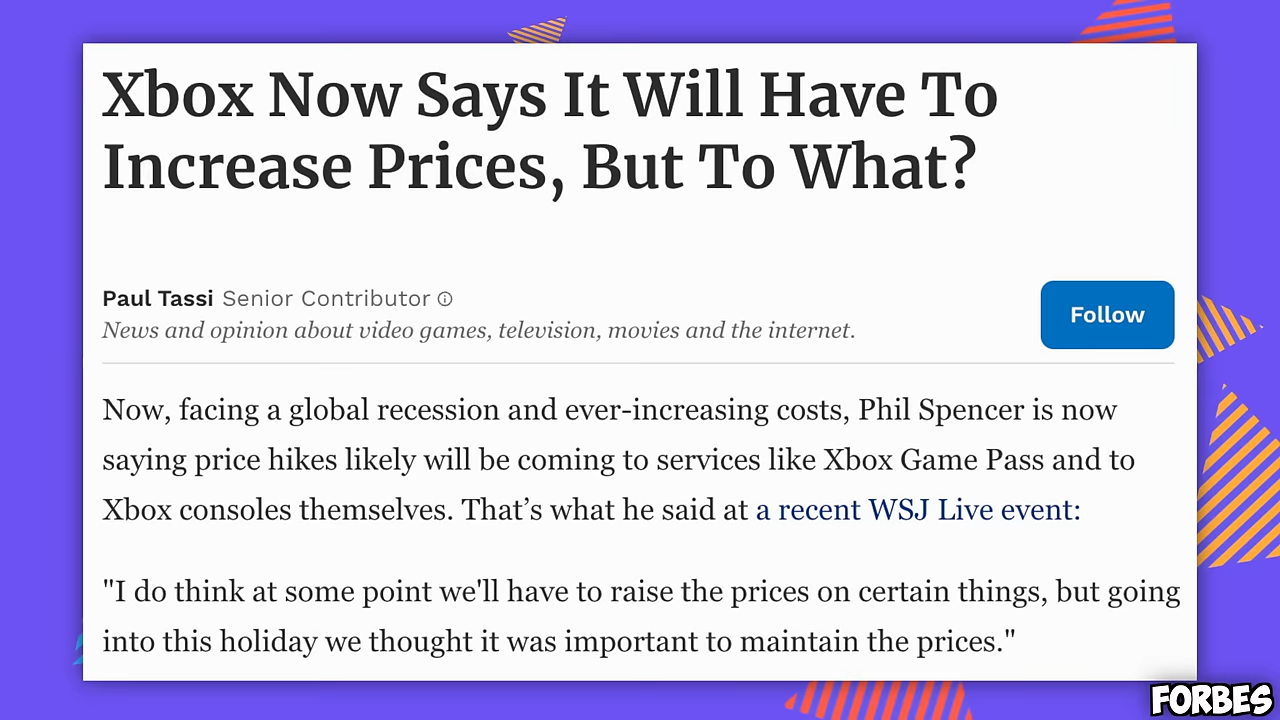 Xbox Now Says It Will Have To
Increase Prices, But To What?
Paul Tassi Senior Contributor
News and opinion about video games, television, movies and the internet.
Follow
Now, facing a global recession and ever-increasing costs, Phil Spencer is now
saying price hikes likely will be coming to services like Xbox Game Pass and to
Xbox consoles themselves. That’s what he said at a recent WSJ Live event:
"I do think at some point we'll have to raise the prices on certain things, but going
into this holiday we thought it was important to maintain the prices."
FORBES